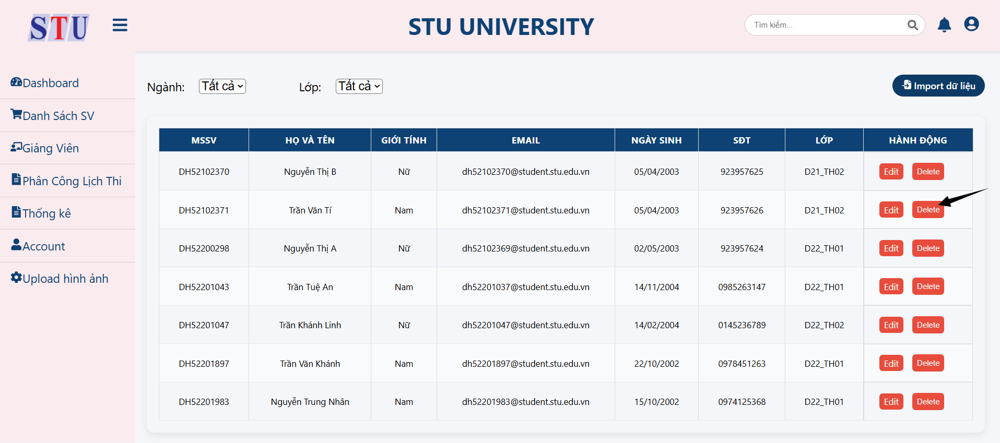 STU
STU UNIVERSITY
Tìm kiếm...
Dashboard
Danh Sách SV
Giảng Viên
Phân Công Lịch Thi
Thống kê
Account
Upload hình ảnh
Ngành: Tất cả Lớp: Tất cả Import dữ liệu
MSSV HỌ VÀ TÊN GIỚI TÍNH EMAIL NGÀY SINH SĐT LỚP HÀNH ĐỘNG
DH52102370 Nguyễn Thị B Nữ dh52102370@student.stu.edu.vn 05/04/2003 923957625 D21_TH02 Edit Delete
DH52102371 Trần Văn Tí Nam dh52102371@student.stu.edu.vn 05/04/2003 923957626 D21_TH02 Edit Delete
DH52200298 Nguyễn Thị A Nữ dh52102369@student.stu.edu.vn 02/05/2003 923957624 D22_TH01 Edit Delete
DH52201043 Trần Tuệ An Nam dh52201037@student.stu.edu.vn 14/11/2004 0985263147 D22_TH01 Edit Delete
DH52201047 Trần Khánh Linh Nữ dh52201047@student.stu.edu.vn 14/02/2004 0145236789 D22_TH02 Edit Delete
DH52201897 Trần Văn Khánh Nam dh52201897@student.stu.edu.vn 22/10/2002 0978451263 D22_TH01 Edit Delete
DH52201983 Nguyễn Trung Nhân Nam dh52201983@student.stu.edu.vn 15/10/2002 0974125368 D22_TH01 Edit Delete